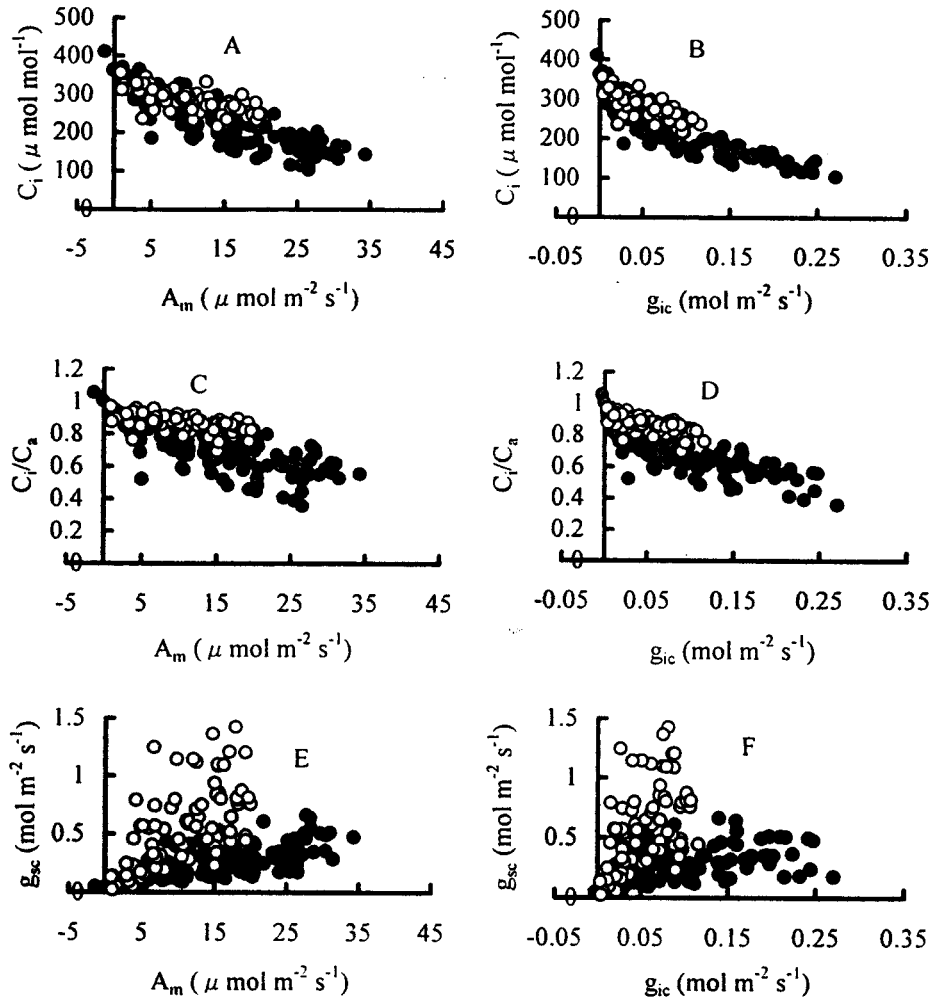 A
C_i ( μ mol mol⁻¹)
500
400
300
200
100
0
-5 5 15 25 35 45
A_m ( μ mol m⁻² s⁻¹)
B
C_i ( μ mol mol⁻¹)
500
400
300
200
100
0
-0.05 0.05 0.15 0.25 0.35
g_ic (mol m⁻² s⁻¹)
C
C_i/C_a
1.2
1
0.8
0.6
0.4
0.2
0
-5 5 15 25 35 45
A_m ( μ mol m⁻² s⁻¹)
D
C_i/C_a
1.2
1
0.8
0.6
0.4
0.2
0
-0.05 0.05 0.15 0.25 0.35
g_ic (mol m⁻² s⁻¹)
E
g_sc (mol m⁻² s⁻¹)
1.5
1
0.5
0
-5 5 15 25 35 45
A_m ( μ mol m⁻² s⁻¹)
F
g_sc (mol m⁻² s⁻¹)
1.5
1
0.5
0
-0.05 0.05 0.15 0.25 0.35
g_ic (mol m⁻² s⁻¹)